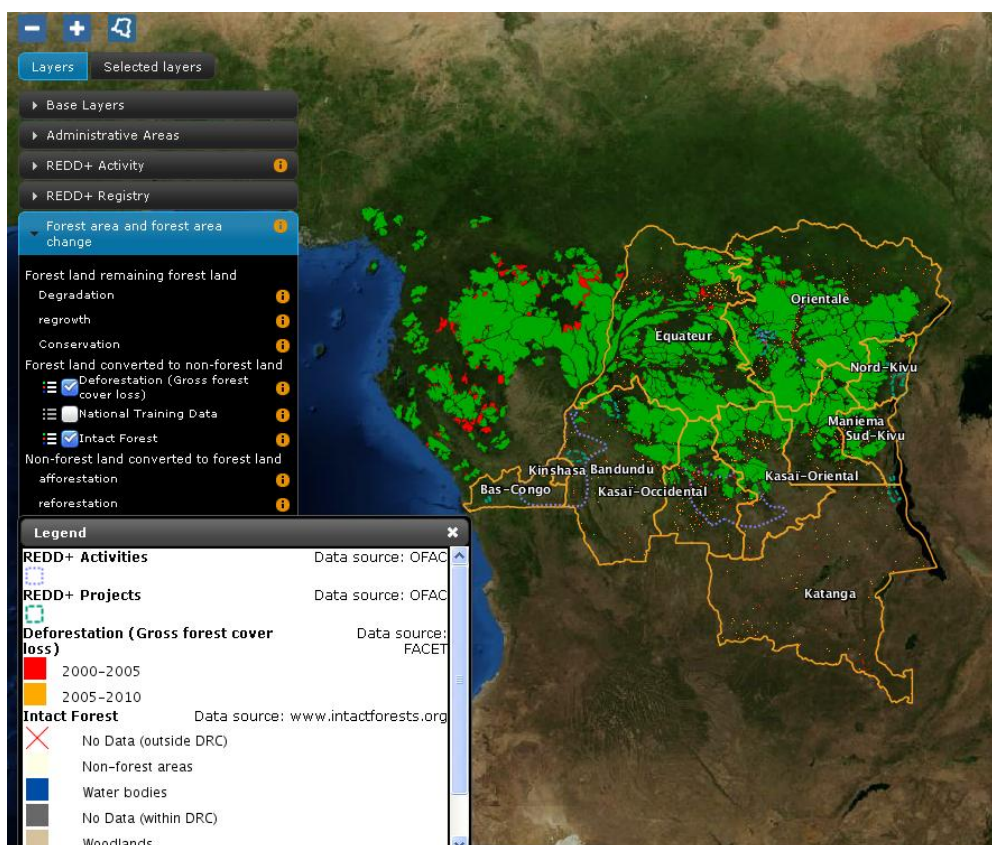 Layers
Selected layers
Base Layers
Administrative Areas
REDD+ Activity
REDD+ Registry
Forest area and forest area
change
Forest land remaining forest land
Degradation
regrowth
Conservation
Forest land converted to non-forest land
Deforestation (Gross forest
cover loss)
National Training Data
Intact Forest
Non-forest land converted to forest land
afforestation
reforestation
Legend
REDD+ Activities Data source: OFAC
REDD+ Projects Data source: OFAC
Deforestation (Gross forest cover Data source:
loss) FACET
2000-2005
2005-2010
Intact Forest Data source: www.intactforests.org
No Data (outside DRC)
Non-forest areas
Water bodies
No Data (within DRC)
Woodlands
Orientale
Equateur
Nord-Kivu
Maniema
Sud-Kivu
Kinshasa Bandundu
Kasaï-Oriental
Bas-Congo
Kasaï-Occidental
Katanga